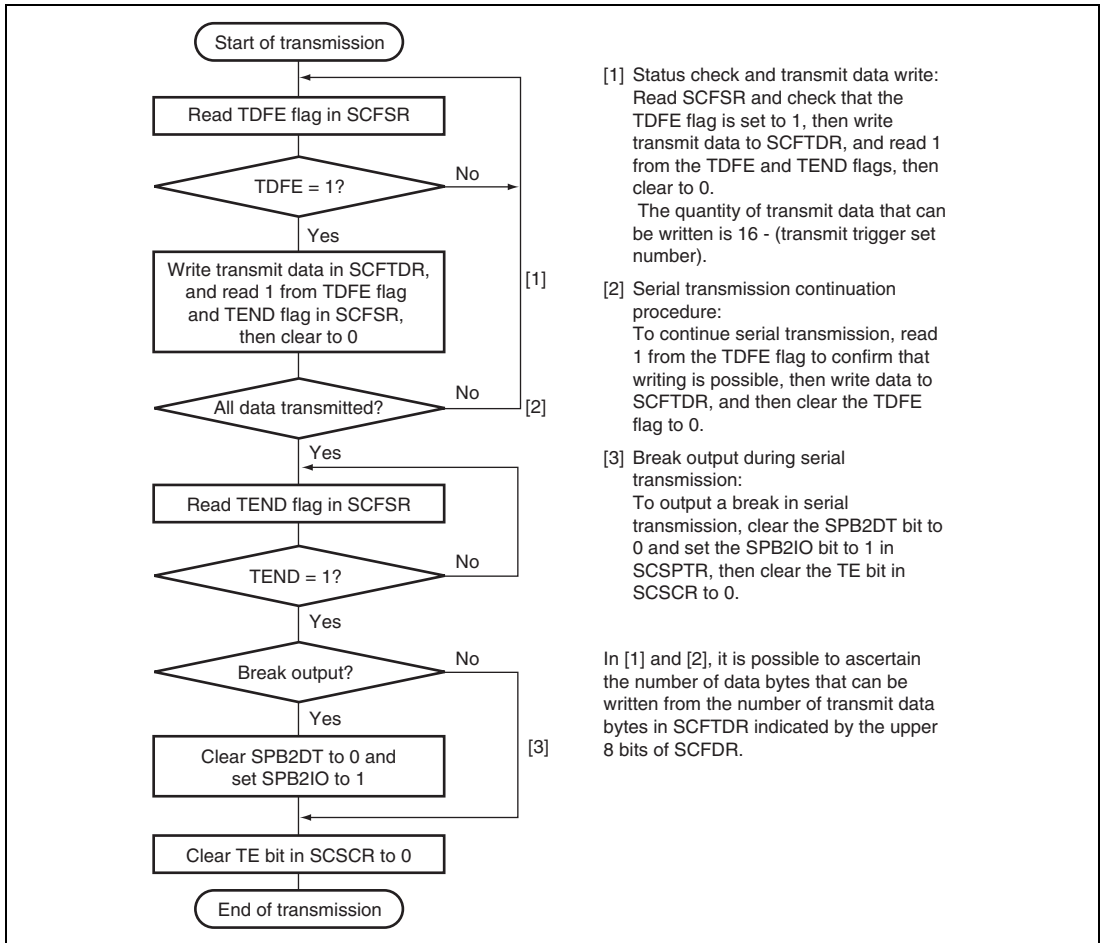 Start of transmission
Read TDFE flag in SCFSR
TDFE = 1?
No
Yes
Write transmit data in SCFTDR,
and read 1 from TDFE flag
and TEND flag in SCFSR,
then clear to 0
[1]
All data transmitted?
No
[2]
Yes
Read TEND flag in SCFSR
TEND = 1?
No
Yes
Break output?
No
Yes
Clear SPB2DT to 0 and
set SPB2IO to 1
[3]
Clear TE bit in SCSCR to 0
End of transmission
[1] Status check and transmit data write:
Read SCFSR and check that the
TDFE flag is set to 1, then write
transmit data to SCFTDR, and read 1
from the TDFE and TEND flags, then
clear to 0.
The quantity of transmit data that can
be written is 16 - (transmit trigger set
number).
[2] Serial transmission continuation
procedure:
To continue serial transmission, read
1 from the TDFE flag to confirm that
writing is possible, then write data to
SCFTDR, and then clear the TDFE
flag to 0.
[3] Break output during serial
transmission:
To output a break in serial
transmission, clear the SPB2DT bit to
0 and set the SPB2IO bit to 1 in
SCSPTR, then clear the TE bit in
SCSCR to 0.
In [1] and [2], it is possible to ascertain
the number of data bytes that can be
written from the number of transmit data
bytes in SCFTDR indicated by the upper
8 bits of SCFDR.